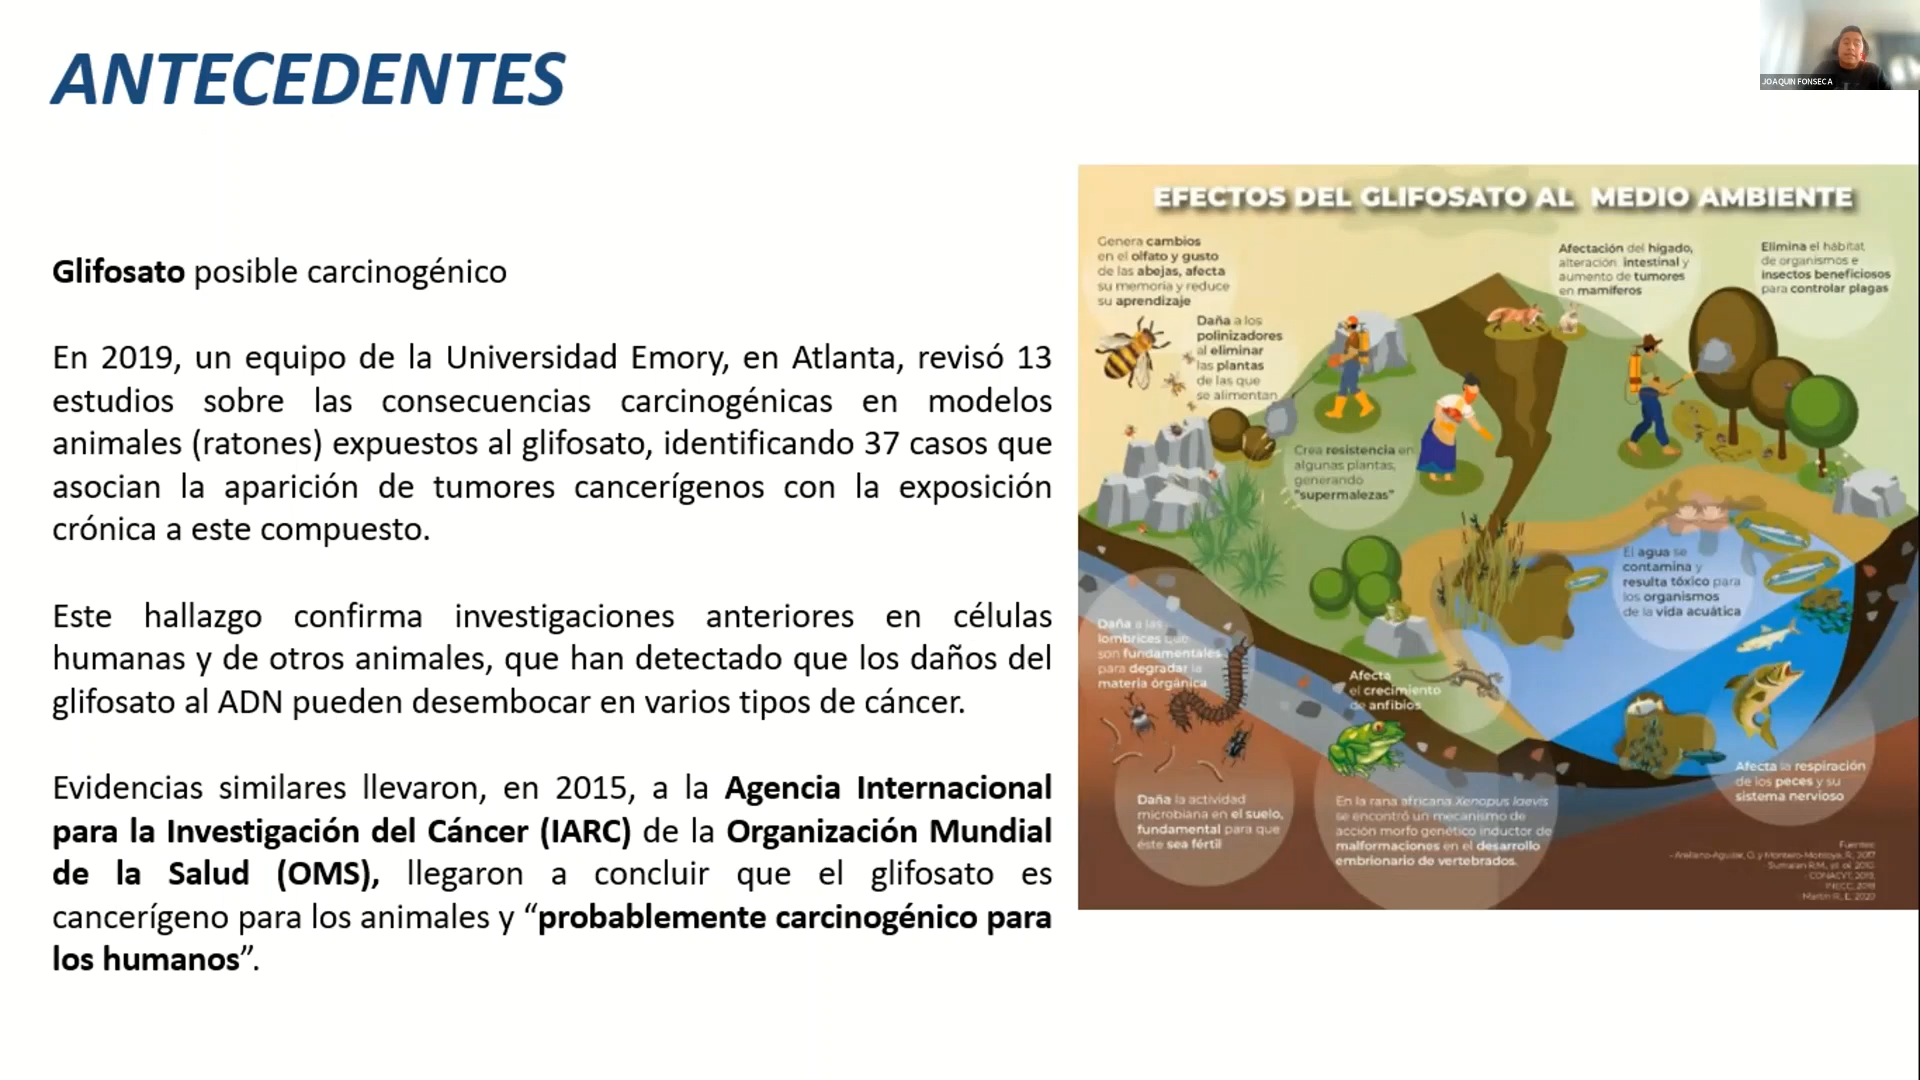 ANTECEDENTES
JOAQUIN FONSECA
Glifosato posible carcinogénico
En 2019, un equipo de la Universidad Emory, en Atlanta, revisó 13
estudios sobre las consecuencias carcinogénicas en modelos
animales (ratones) expuestos al glifosato, identificando 37 casos que
asocian la aparición de tumores cancerígenos con la exposición
crónica a este compuesto.
Este hallazgo confirma investigaciones anteriores en células
humanas y de otros animales, que han detectado que los daños del
glifosato al ADN pueden desembocar en varios tipos de cáncer.
Evidencias similares llevaron, en 2015, a la Agencia Internacional
para la Investigación del Cáncer (IARC) de la Organización Mundial
de la Salud (OMS), llegaron a concluir que el glifosato es
cancerígeno para los animales y “probablemente carcinogénico para
los humanos”.
EFECTOS DEL GLIFOSATO AL MEDIO AMBIENTE
Genera cambios
en el olfato y gusto
de las abejas, afecta
su memoria y reduce
su aprendizaje
Daña a los
polinizadores
al eliminar
las plantas
de las que
se alimentan
Afectación del hígado,
alteración intestinal y
aumento de tumores
en mamíferos
Elimina el hábitat
de organismos e
insectos beneficiosos
para controlar plagas
Crea resistencia en
algunas plantas,
generando
"supermalezas"
El agua se
contamina y
resulta tóxico para
los organismos
de la vida acuática
Daña a las
lombrices que
son fundamentales
para degradar la
materia órgánica
Afecta
el crecimiento
de anfibios
Daña la actividad
microbiana en el suelo,
fundamental para que
éste sea fértil
En la rana africana Xenopus laevis
se encontró un mecanismo de
acción morfo genético inductor de
malformaciones en el desarrollo
embrionario de vertebrados.
Afecta la respiración
de los peces y su
sistema nervioso
Fuentes:
- Arellano-Aguilar, O. y Montero-Montoya, R. 2017
CONACYT, 2019.
INECC, 2019